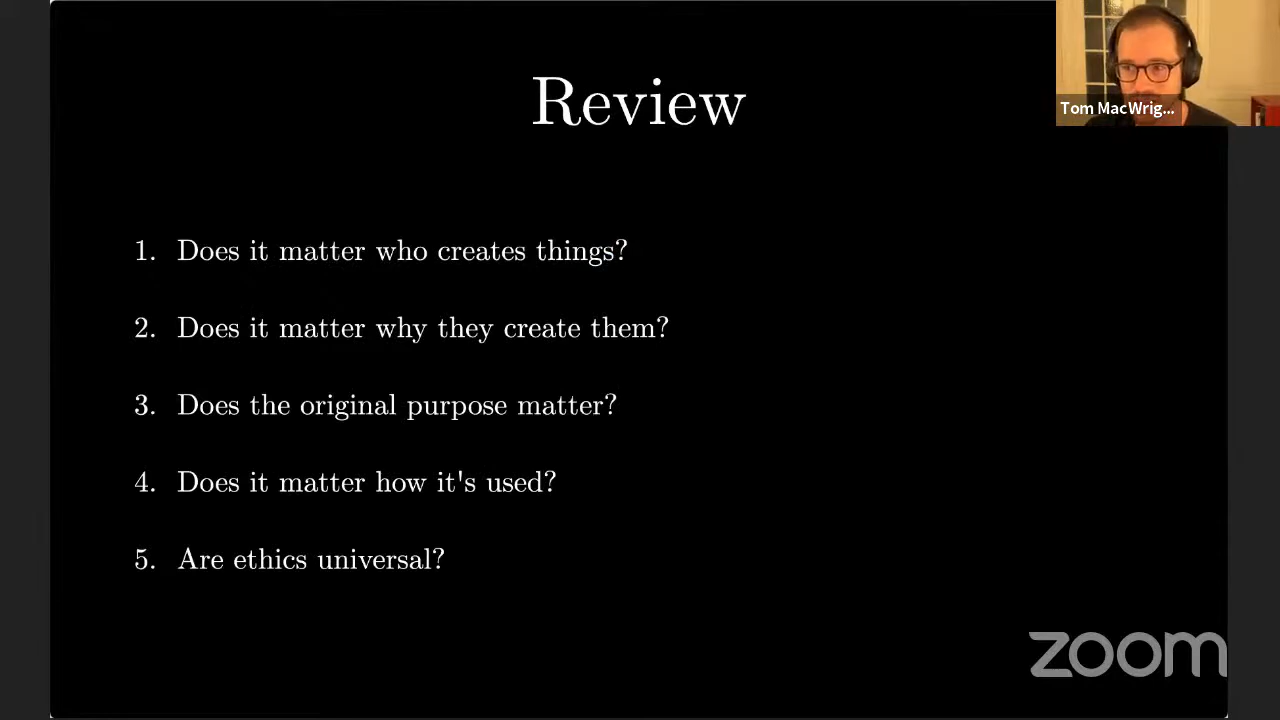 Review
Tom MacWrig...
1. Does it matter who creates things?
2. Does it matter why they create them?
3. Does the original purpose matter?
4. Does it matter how it's used?
5. Are ethics universal?
zoom